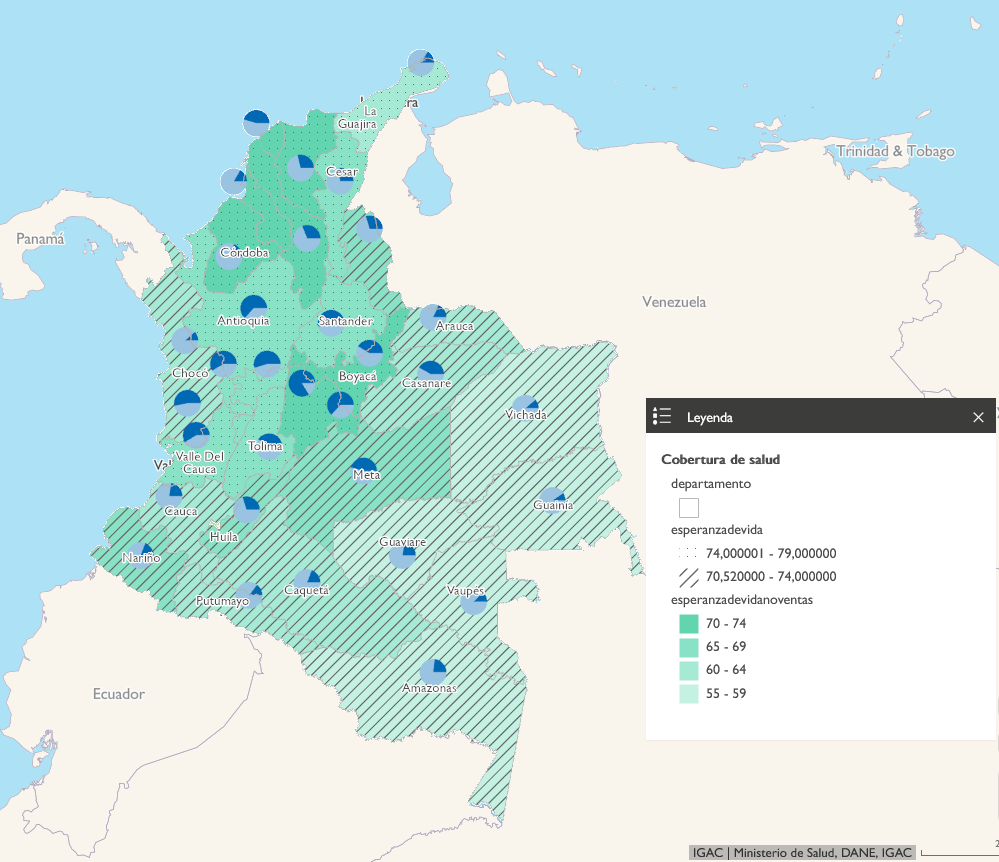 La
Guajira
ra
Cesar
Trinidad & Tobago
Panamá
Córdoba
Venezuela
Antioquia
Santander
Arauca
Chocó
Boyacá
Casanare
Vichada
Leyenda
Valle Del
Cauca
Va
Tolima
Meta
Cobertura de salud
departamento
Cauca
Guainía
esperanzadevida
Huila
Guaviare
74,000001 - 79,000000
Nariño
70,520000 - 74,000000
Putumayo
Caquetá
Vaupés
esperanzadevidanoventas
70 - 74
65 - 69
60 - 64
Amazonas
55 - 59
Ecuador
2
IGAC | Ministerio de Salud, DANE, IGAC